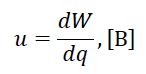 u = dW/dq, [B]